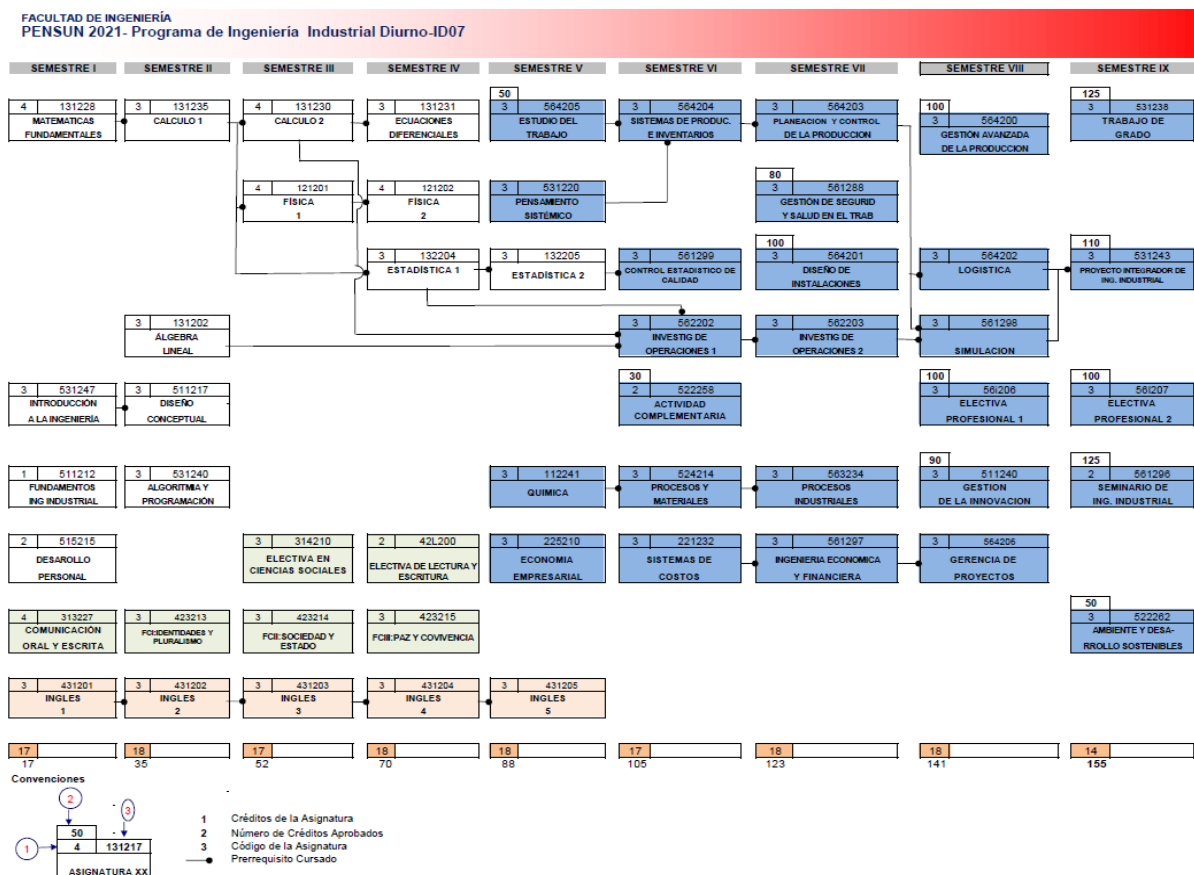 FACULTAD DE INGENIERÍA
PENSUN 2021- Programa de Ingeniería Industrial Diurno-ID07
SEMESTRE I SEMESTRE II SEMESTRE III SEMESTRE IV SEMESTRE V SEMESTRE VI SEMESTRE VII SEMESTRE VIII SEMESTRE IX
50 100 125
4 131228 3 131235 4 131230 3 131231 3 564205 3 564204 3 564203 3 564200 3 531238
MATEMATICAS CALCULO 1 CALCULO 2 ECUACIONES ESTUDIO DEL SISTEMAS DE PRODUC. PLANEACION Y CONTROL GESTIÓN AVANZADA TRABAJO DE
FUNDAMENTALES DIFERENCIALES TRABAJO E INVENTARIOS DE LA PRODUCCION DE LA PRODUCCION GRADO
80
4 121201 4 121202 3 531220 3 561288
FÍSICA FÍSICA PENSAMIENTO GESTIÓN DE SEGURID
1 2 SISTÉMICO Y SALUD EN EL TRAB
100 110
3 132204 3 132205 3 561299 3 564201 3 564202 3 531243
ESTADÍSTICA 1 ESTADÍSTICA 2 CONTROL ESTADISTICO DE DISEÑO DE LOGISTICA PROYECTO INTEGRADOR DE
CALIDAD INSTALACIONES ING. INDUSTRIAL
3 131202 3 562202 3 562203 3 561298
ÁLGEBRA INVESTIG DE INVESTIG DE
LINEAL OPERACIONES 1 OPERACIONES 2 SIMULACION
30 100 100
3 531247 3 511217 2 522258 3 56I206 3 56I207
INTRODUCCIÓN DISEÑO ACTIVIDAD ELECTIVA ELECTIVA
A LA INGENIERÍA CONCEPTUAL COMPLEMENTARIA PROFESIONAL 1 PROFESIONAL 2
90 125
1 511212 3 531240 3 112241 3 524214 3 563234 3 511240 2 561296
FUNDAMENTOS ALGORITMIA Y QUIMICA PROCESOS Y PROCESOS GESTION SEMINARIO DE
ING INDUSTRIAL PROGRAMACIÓN MATERIALES INDUSTRIALES DE LA INNOVACION ING. INDUSTRIAL
2 515215 3 314210 2 42L200 3 225210 3 221232 3 561297 3 564206
DESAROLLO ELECTIVA EN ELECTIVA DE LECTURA Y ECONOMIA SISTEMAS DE INGENIERIA ECONOMICA GERENCIA DE
PERSONAL CIENCIAS SOCIALES ESCRITURA EMPRESARIAL COSTOS Y FINANCIERA PROYECTOS
50
4 313227 3 423213 3 423214 3 423215 3 522262
COMUNICACIÓN FCI:IDENTIDADES Y FCII:SOCIEDAD Y FCIII:PAZ Y COVIVENCIA AMBIENTE Y DESA-
ORAL Y ESCRITA PLURALISMO ESTADO RROLLO SOSTENIBLES
3 431201 3 431202 3 431203 3 431204 3 431205
INGLES INGLES INGLES INGLES INGLES
1 2 3 4 5
17 18 17 18 18 17 18 18 14
17 35 52 70 88 105 123 141 155
Convenciones
2
3
1
50
4 131217
ASIGNATURA XX
1 Créditos de la Asignatura
2 Número de Créditos Aprobados
3 Código de la Asignatura
Prerrequisito Cursado